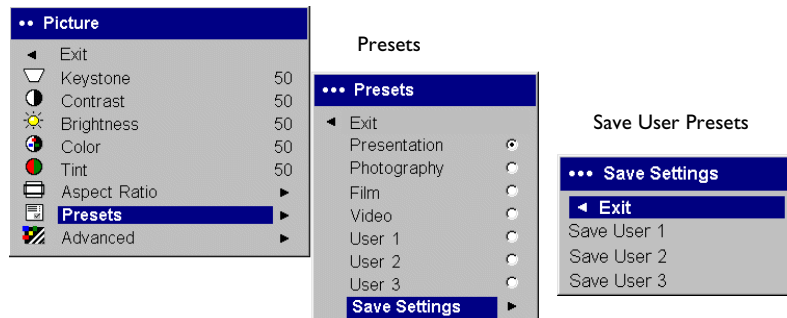 •• Picture
Exit
Keystone 50
Contrast 50
Brightness 50
Color 50
Tint 50
Aspect Ratio
Presets
Advanced
Presets
••• Presets
Exit
Presentation
Photography
Film
Video
User 1
User 2
User 3
Save Settings
Save User Presets
••• Save Settings
Exit
Save User 1
Save User 2
Save User 3